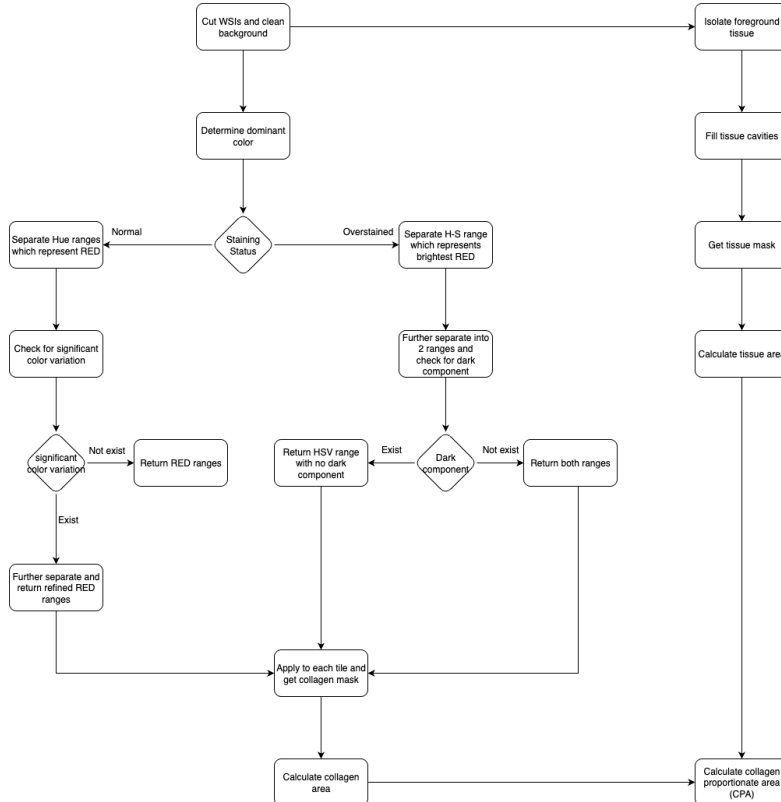 Cut WSIs and clean
background
Isolate foreground
tissue
Determine dominant
color
Fill tissue cavities
Normal
Overstained
Separate Hue ranges
which represent RED
Staining
Status
Separate H-S range
which represents
brightest RED
Get tissue mask
Check for significant
color variation
Further separate into
2 ranges and
check for dark
component
Calculate tissue area
significant
color variation
Not exist
Return RED ranges
Return HSV range
with no dark
component
Exist
Dark
component
Not exist
Return both ranges
Exist
Further separate and
return refined RED
ranges
Apply to each tile and
get collagen mask
Calculate collagen
area
Calculate collagen
proportionate area
(CPA)